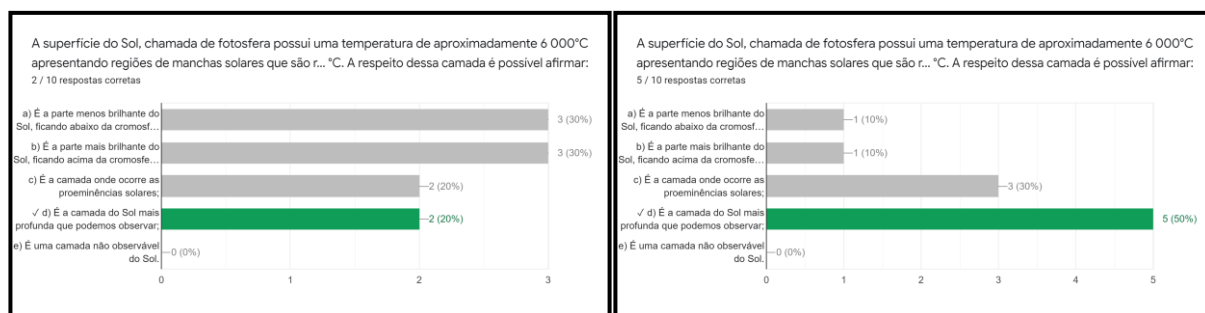 A superfície do Sol, chamada de fotosfera possui uma temperatura de aproximadamente 6 000°C
apresentando regiões de manchas solares que são r... °C. A respeito dessa camada é possível afirmar:
2 / 10 respostas corretas
a) É a parte menos brilhante do
Sol, ficando abaixo da cromosf...
3 (30%)
b) É a parte mais brilhante do
Sol, ficando acima da cromosfe...
3 (30%)
c) É a camada onde ocorre as
proeminências solares;
2 (20%)
✓ d) É a camada do Sol mais
profunda que podemos observar;
2 (20%)
e) É uma camada não observável
do Sol.
0 (0%)
0 1 2 3
A superfície do Sol, chamada de fotosfera possui uma temperatura de aproximadamente 6 000°C
apresentando regiões de manchas solares que são r... °C. A respeito dessa camada é possível afirmar:
5 / 10 respostas corretas
a) É a parte menos brilhante do
Sol, ficando abaixo da cromosf...
1 (10%)
b) É a parte mais brilhante do
Sol, ficando acima da cromosfe...
1 (10%)
c) É a camada onde ocorre as
proeminências solares;
3 (30%)
✓ d) É a camada do Sol mais
profunda que podemos observar;
5 (50%)
e) É uma camada não observável
do Sol.
0 (0%)
0 1 2 3 4 5